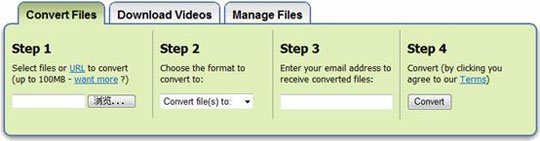 Convert Files Download Videos Manage Files
Step 1
Select files or URL to convert
(up to 100MB - want more ?)
浏览...
Step 2
Choose the format to
convert to:
Convert file(s) to:
Step 3
Enter your email address to
receive converted files:
Step 4
Convert (by clicking you
agree to our Terms)
Convert